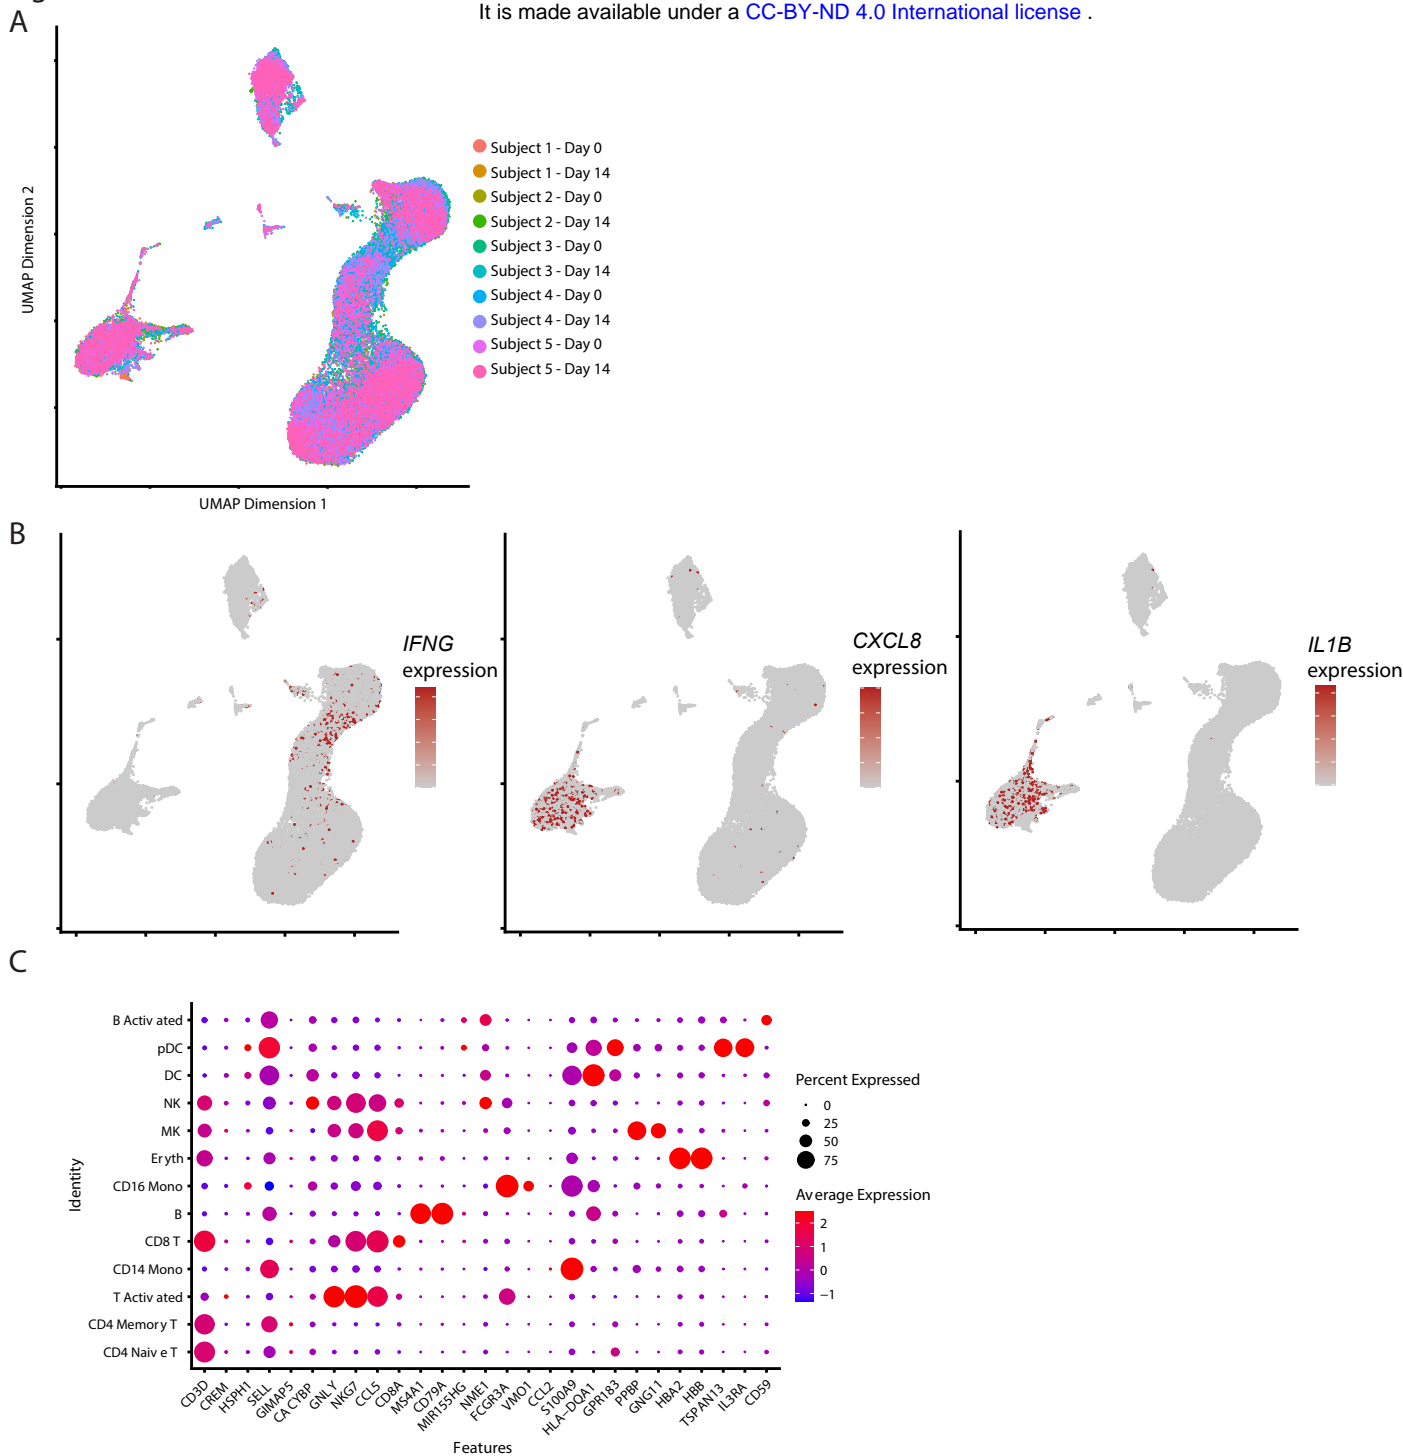 It is made available under a CC-BY-ND 4.0 International license .
A
UMAP Dimension 2
UMAP Dimension 1
Subject 1 - Day 0
Subject 1 - Day 14
Subject 2 - Day 0
Subject 2 - Day 14
Subject 3 - Day 0
Subject 3 - Day 14
Subject 4 - Day 0
Subject 4 - Day 14
Subject 5 - Day 0
Subject 5 - Day 14
B
IFNG
expression
CXCL8
expression
IL1B
expression
C
Identity
B Activ ated
pDC
DC
NK
MK
Er yth
CD16 Mono
B
CD8 T
CD14 Mono
T Activ ated
CD4 Memory T
CD4 Naiv e T
CD3D
CREM
HSPH1
SELL
GIMAP5
CA CYBP
GNLY
NKG7
CCL5
CD8A
MS4A1
CD79A
MIR155HG
NME1
FCGR3A
VMO1
CCL2
S100A9
HLA-DQA1
GPR183
PPBP
GNG11
HBA2
HBB
TSPAN13
IL3RA
CD59
Features
Percent Expressed
0
25
50
75
Av erage Expression
2
1
0
−1